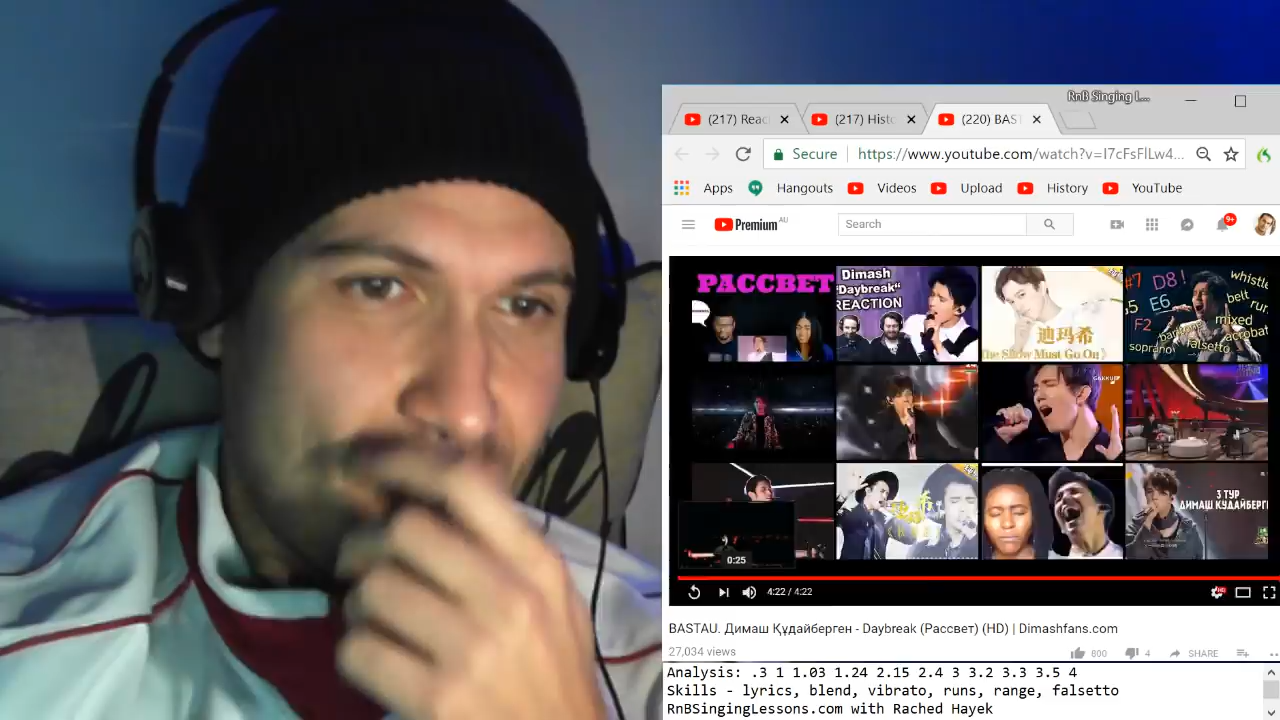 RnB Singing L...
(217) Reac
(217) Histo
(220) BAS
Secure
https://www.youtube.com/watch?v=I7cFsFlLw4...
Apps
Hangouts
Videos
Upload
History
YouTube
Premium AU
Search
9+
РАССВЕТ
Dimash
"Daybreak"
REACTION
迪玛希
The Show Must Go On》
#7 D8 !
whistle
E6
belt
F2
mixed
soprano
falsetto
3 ТУР
ДИМАШ КУДАЙБЕРГЕ
0:25
4:22 / 4:22
HD
BASTAU. Димаш Құдайберген - Daybreak (Рассвет) (HD) | Dimashfans.com
27,034 views
800
4
SHARE
Analysis: .3 1 1.03 1.24 2.15 2.4 3 3.2 3.3 3.5 4
Skills - lyrics, blend, vibrato, runs, range, falsetto
RnBSingingLessons.com with Rached Hayek